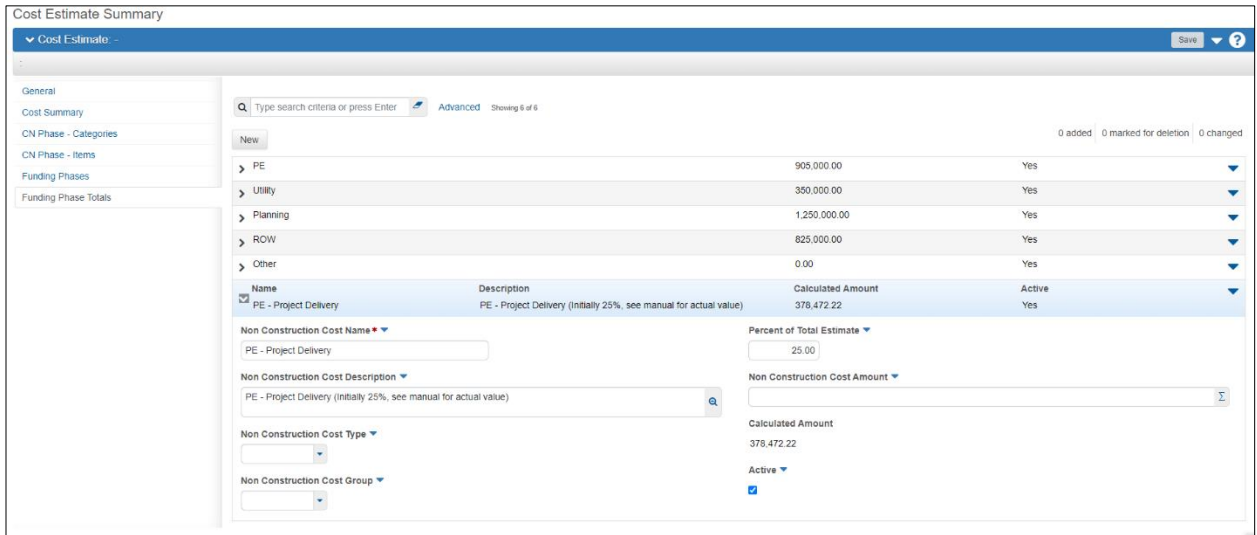 Cost Estimate Summary
Cost Estimate: -
Save
?
:
General
Cost Summary
CN Phase - Categories
CN Phase - Items
Funding Phases
Funding Phase Totals
Type search criteria or press Enter Advanced Showing 6 of 6
New 0 added 0 marked for deletion 0 changed
PE 905,000.00 Yes
Utility 350,000.00 Yes
Planning 1,250,000.00 Yes
ROW 825,000.00 Yes
Other 0.00 Yes
Name Description Calculated Amount Active
PE - Project Delivery PE - Project Delivery (Initially 25%, see manual for actual value) 378,472.22 Yes
Non Construction Cost Name* Percent of Total Estimate
PE - Project Delivery 25.00
Non Construction Cost Description Non Construction Cost Amount
PE - Project Delivery (Initially 25%, see manual for actual value) Σ
Non Construction Cost Type Calculated Amount
378,472.22
Non Construction Cost Group Active